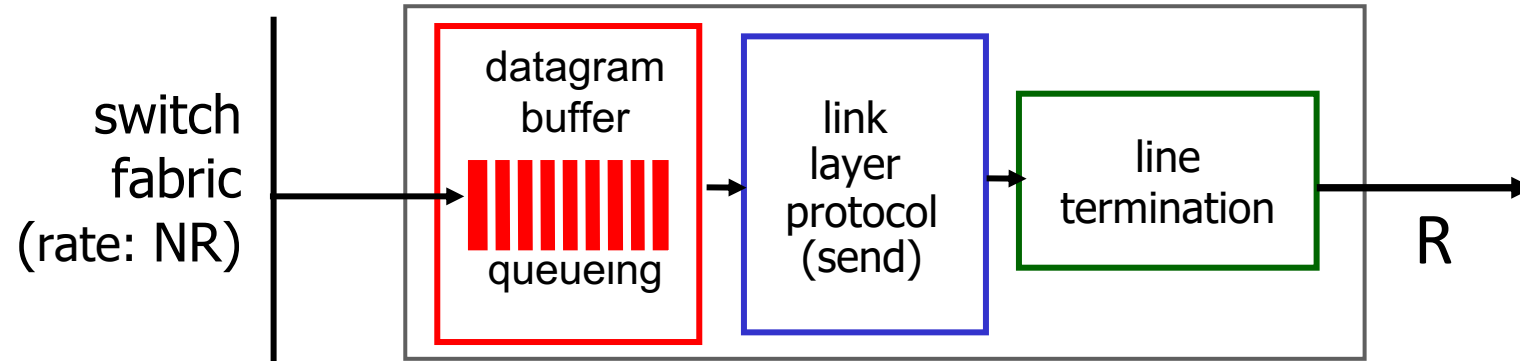 switch
fabric
(rate: NR)
datagram
buffer
queueing
link
layer
protocol
(send)
line
termination
R